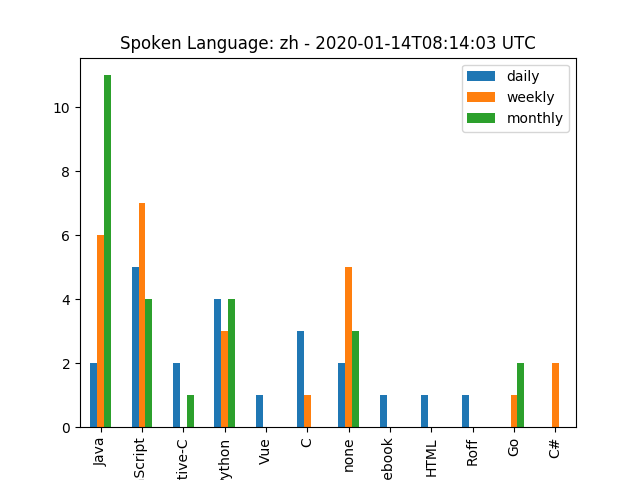 Spoken Language: zh - 2020-01-14T08:14:03 UTC
daily
weekly
monthly
10
8
6
4
2
0
Java
Script
tive-C
ython
Vue
C
none
ebook
HTML
Roff
Go
C#